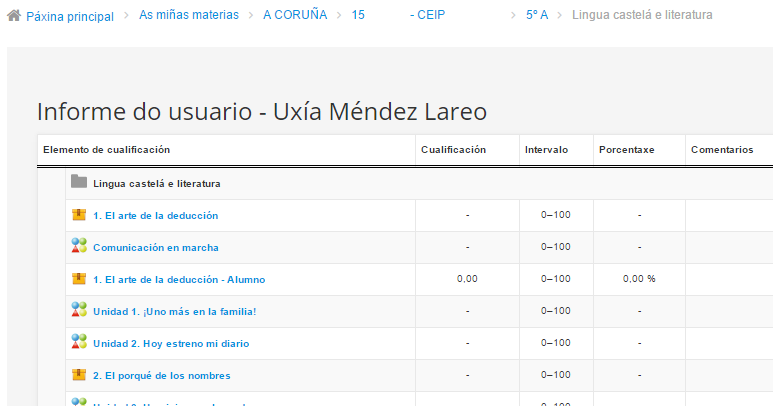 Páxina principal > As miñas materias > A CORUÑA > 15 - CEIP > 5º A > Lingua castelá e literatura
Informe do usuario - Uxía Méndez Lareo
Elemento de cualificación Cualificación Intervalo Porcentaxe Comentarios
Lingua castelá e literatura
1. El arte de la deducción - 0–100 -
Comunicación en marcha - 0–100 -
1. El arte de la deducción - Alumno 0,00 0–100 0,00 %
Unidad 1. ¡Uno más en la familia! - 0–100 -
Unidad 2. Hoy estreno mi diario - 0–100 -
2. El porqué de los nombres - 0–100 -